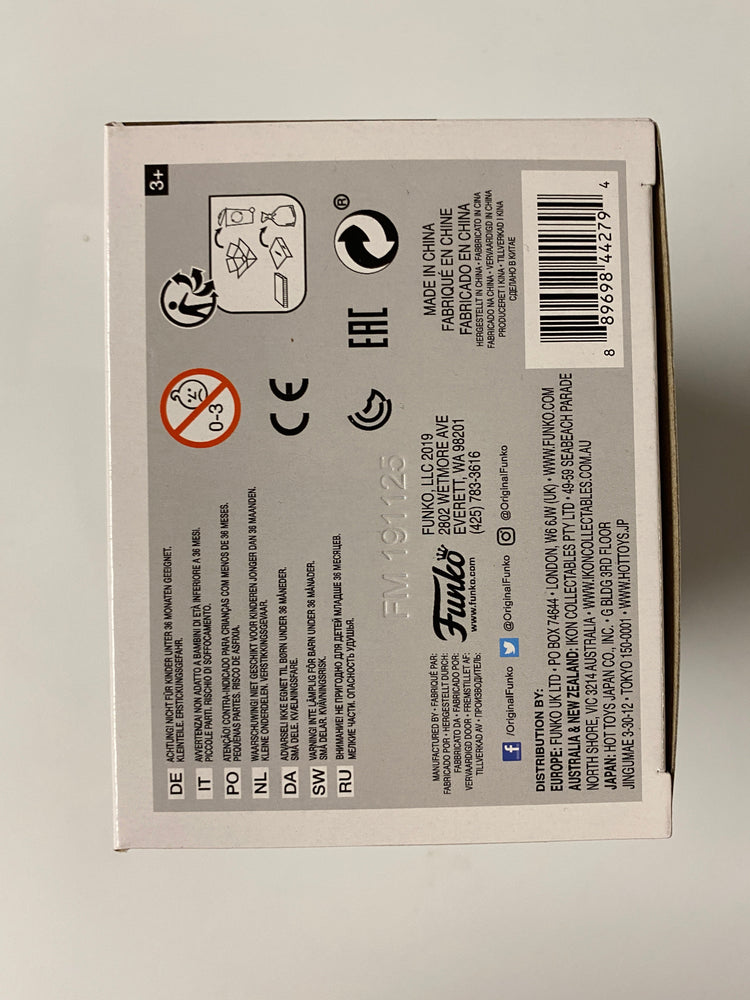 DE ACHTUNG! NICHT FÜR KINDER UNTER 36 MONATEN GEEIGNET.
KLEINTEILE. ERSTICKUNGSGEFAHR.
IT AVVERTENZA! NON ADATTO A BAMBINI DI ETÀ INFERIORE A 36 MESI.
PICCOLE PARTI. RISCHIO DI SOFFOCAMENTO.
PO ATENÇÃO! CONTRA-INDICADO PARA CRIANÇAS COM MENOS DE 36 MESES.
PEQUENAS PARTES. RISCO DE ASFIXIA.
NL WAARSCHUWING! NIET GESCHIKT VOOR KINDEREN JONGER DAN 36 MAANDEN.
KLEINE ONDERDELEN. VERSTIKKINGSGEVAAR.
DA ADVARSEL! IKKE EGNET TIL BØRN UNDER 36 MÅNEDER.
SMÅ DELE. KVÆLNINGSFARE.
SW VARNING! INTE LÄMPLIG FÖR BARN UNDER 36 MÅNADER.
SMÅ DELAR. KVÄVNINGSRISK.
RU ВНИМАНИЕ! НЕ ПРИГОДНО ДЛЯ ДЕТЕЙ МЛАДШЕ 36 МЕСЯЦЕВ.
МЕЛКИЕ ЧАСТИ. ОПАСНОСТЬ УДУШЬЯ.
0-3
3+
CE
EAC
®
FM 191125
MANUFACTURED BY • FABRIQUÉ PAR:
FABRICADO POR • HERGESTELLT DURCH:
FABBRICATO DA • FABRICADO POR:
VERVAARDIGD DOOR • FREMSTILLET AF:
TILLVERKAD AV • ПРОИЗВОДИТЕЛЬ:
Funko
www.funko.com
FUNKO, LLC 2019
2802 WETMORE AVE
EVERETT, WA 98201
(425) 783-3616
MADE IN CHINA
FABRIQUÉ EN CHINE
FABRICADO EN CHINA
HERGESTELLT IN CHINA • FABBRICATO IN CINA
FABRICADO NA CHINA • VERVAARDIGD IN CHINA
PRODUCERET I KINA • TILLVERKAD I KINA
СДЕЛАНО В КИТАЕ
f /OriginalFunko @OriginalFunko @OriginalFunko
DISTRIBUTION BY:
EUROPE: FUNKO UK LTD • PO BOX 74644 • LONDON, W6 6JW (UK) • WWW.FUNKO.COM
AUSTRALIA & NEW ZEALAND: IKON COLLECTABLES PTY LTD • 49-59 SEABEACH PARADE
NORTH SHORE, VIC 3214 AUSTRALIA • WWW.IKONCOLLECTABLES.COM.AU
JAPAN: HOT TOYS JAPAN CO., INC. • G BLDG 3RD FLOOR
JINGUMAE 3-30-12 • TOKYO 150-0001 • WWW.HOTTOYS.JP
8 89698 44279 4